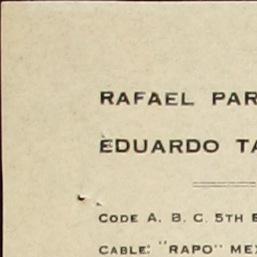 RAFAEL PAR
EDUARDO TA
CODE A. B. C. 5TH E
CABLE: "RAPO" MEX